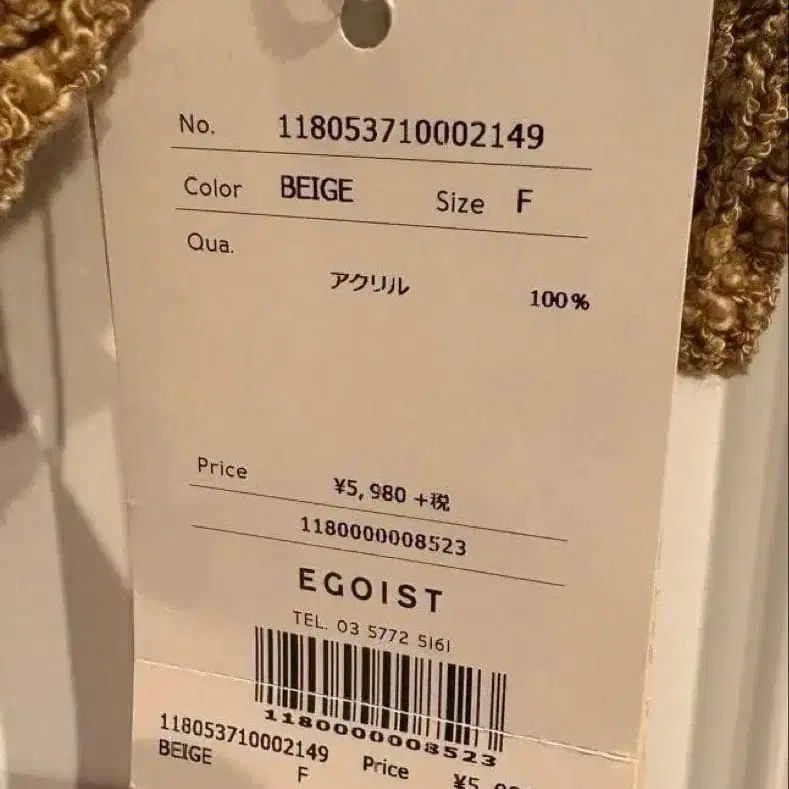 No. 118053710002149
Color BEIGE Size F
Qua.
アクリル 100%
Price ¥5,980 +税
1180000008523
EGOIST
TEL. 03 5772 5161
1180000008523
118053710002149 Price
BEIGE F